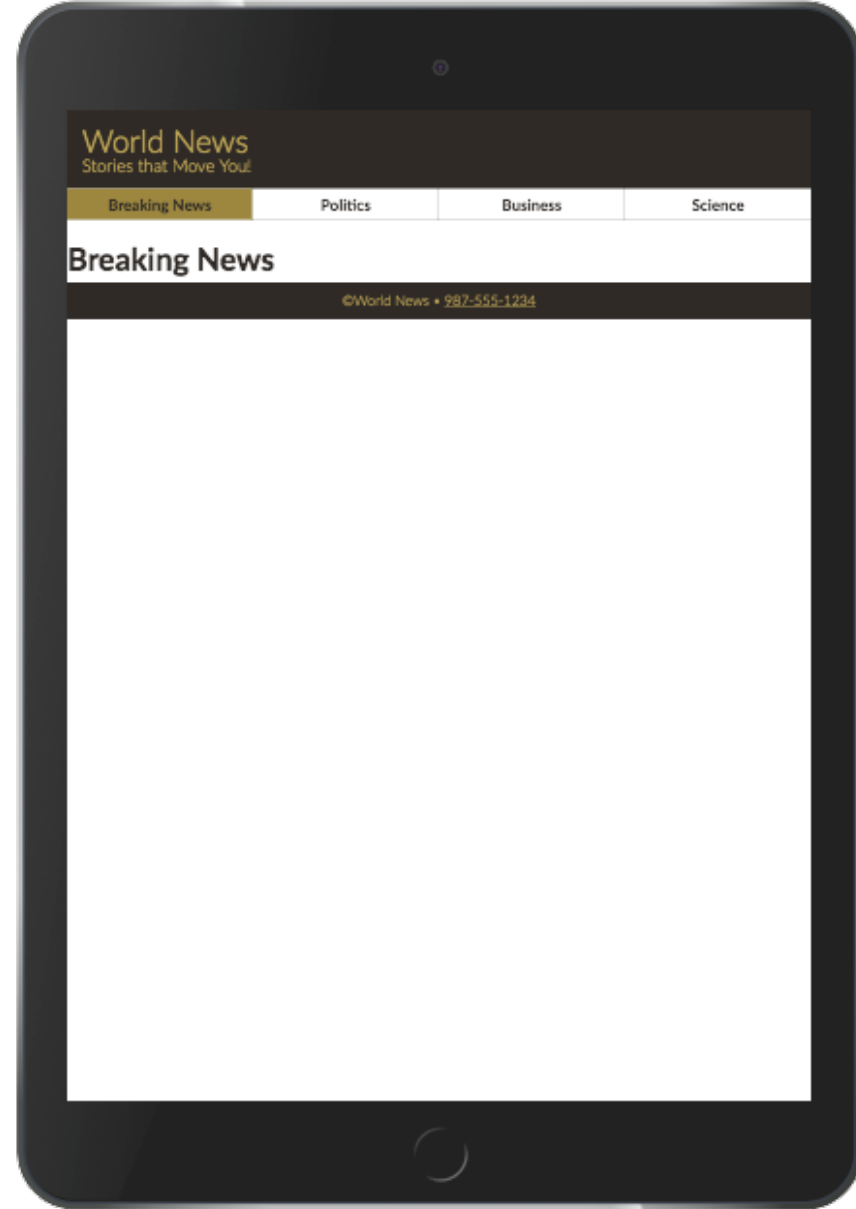 World News
Stories that Move You!
Breaking News Politics Business Science
Breaking News
©World News • 987-555-1234